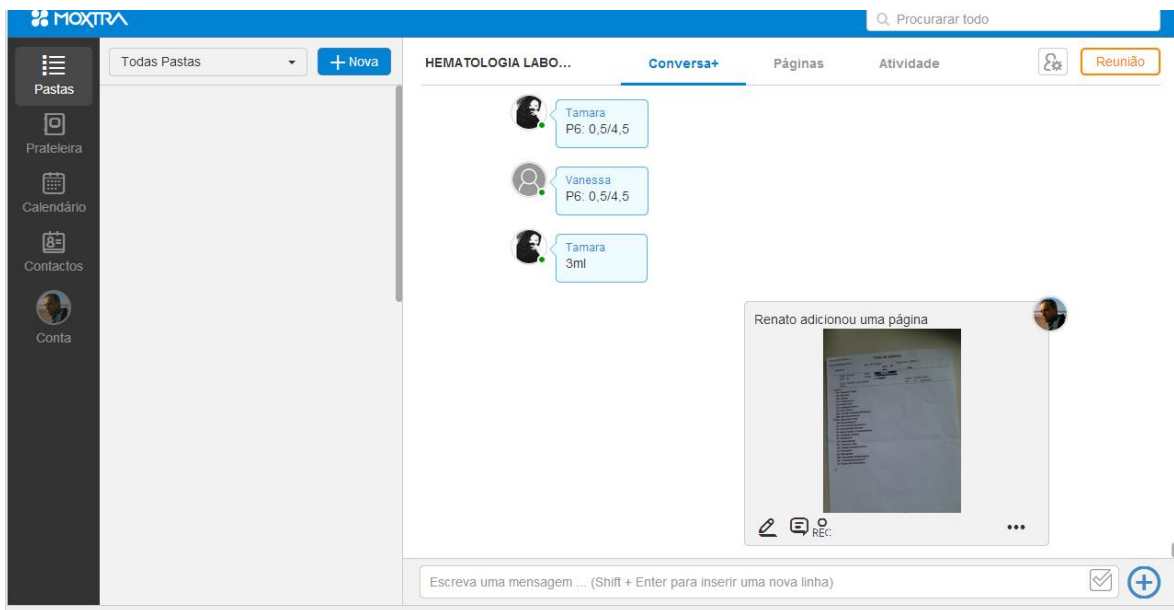 MOXTRA
Procurarar todo
Pastas
Prateleira
Calendário
Contactos
Conta
Todas Pastas
Nova
HEMATOLOGIA LABO...
Conversa+
Páginas
Atividade
Reunião
Tamara
P6: 0,5/4,5
Vanessa
P6: 0,5/4,5
Tamara
3ml
Renato adicionou uma página
REC
Escreva uma mensagem ... (Shift + Enter para inserir uma nova linha)